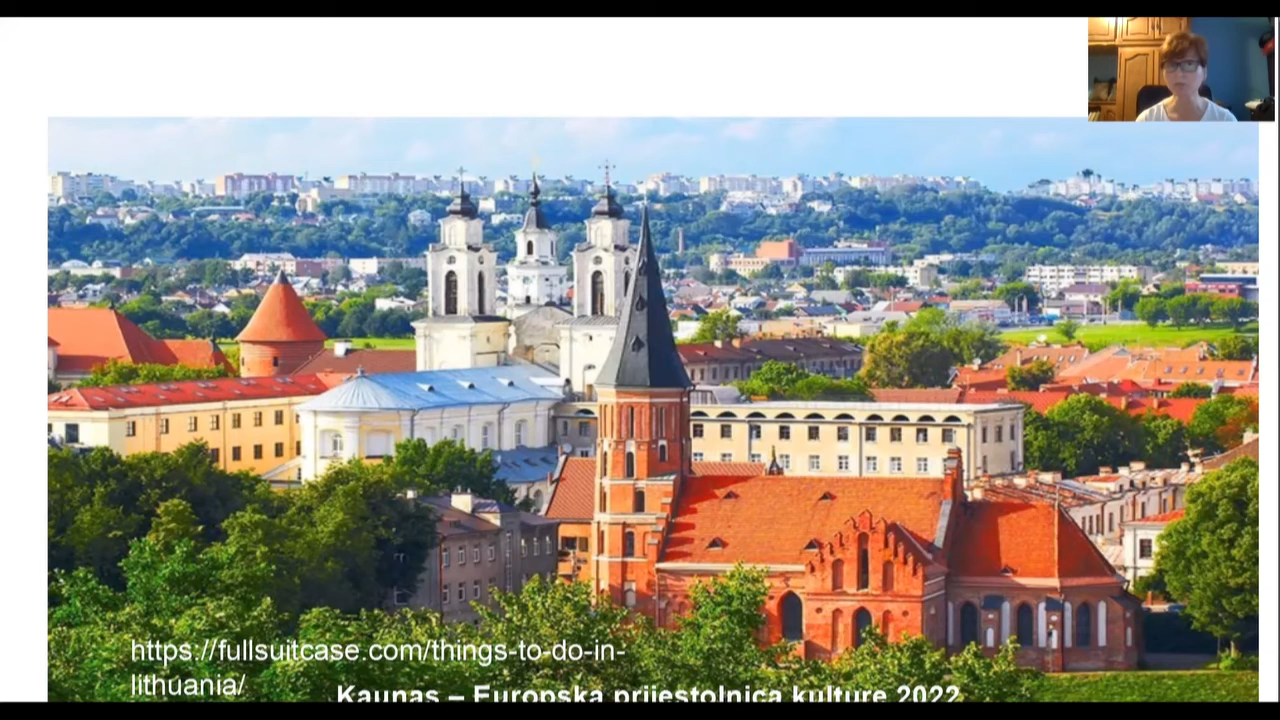 https://fullsuitcase.com/things-to-do-in-
lithuania/
Kaunas – Europska prijestolnica kulture 2022